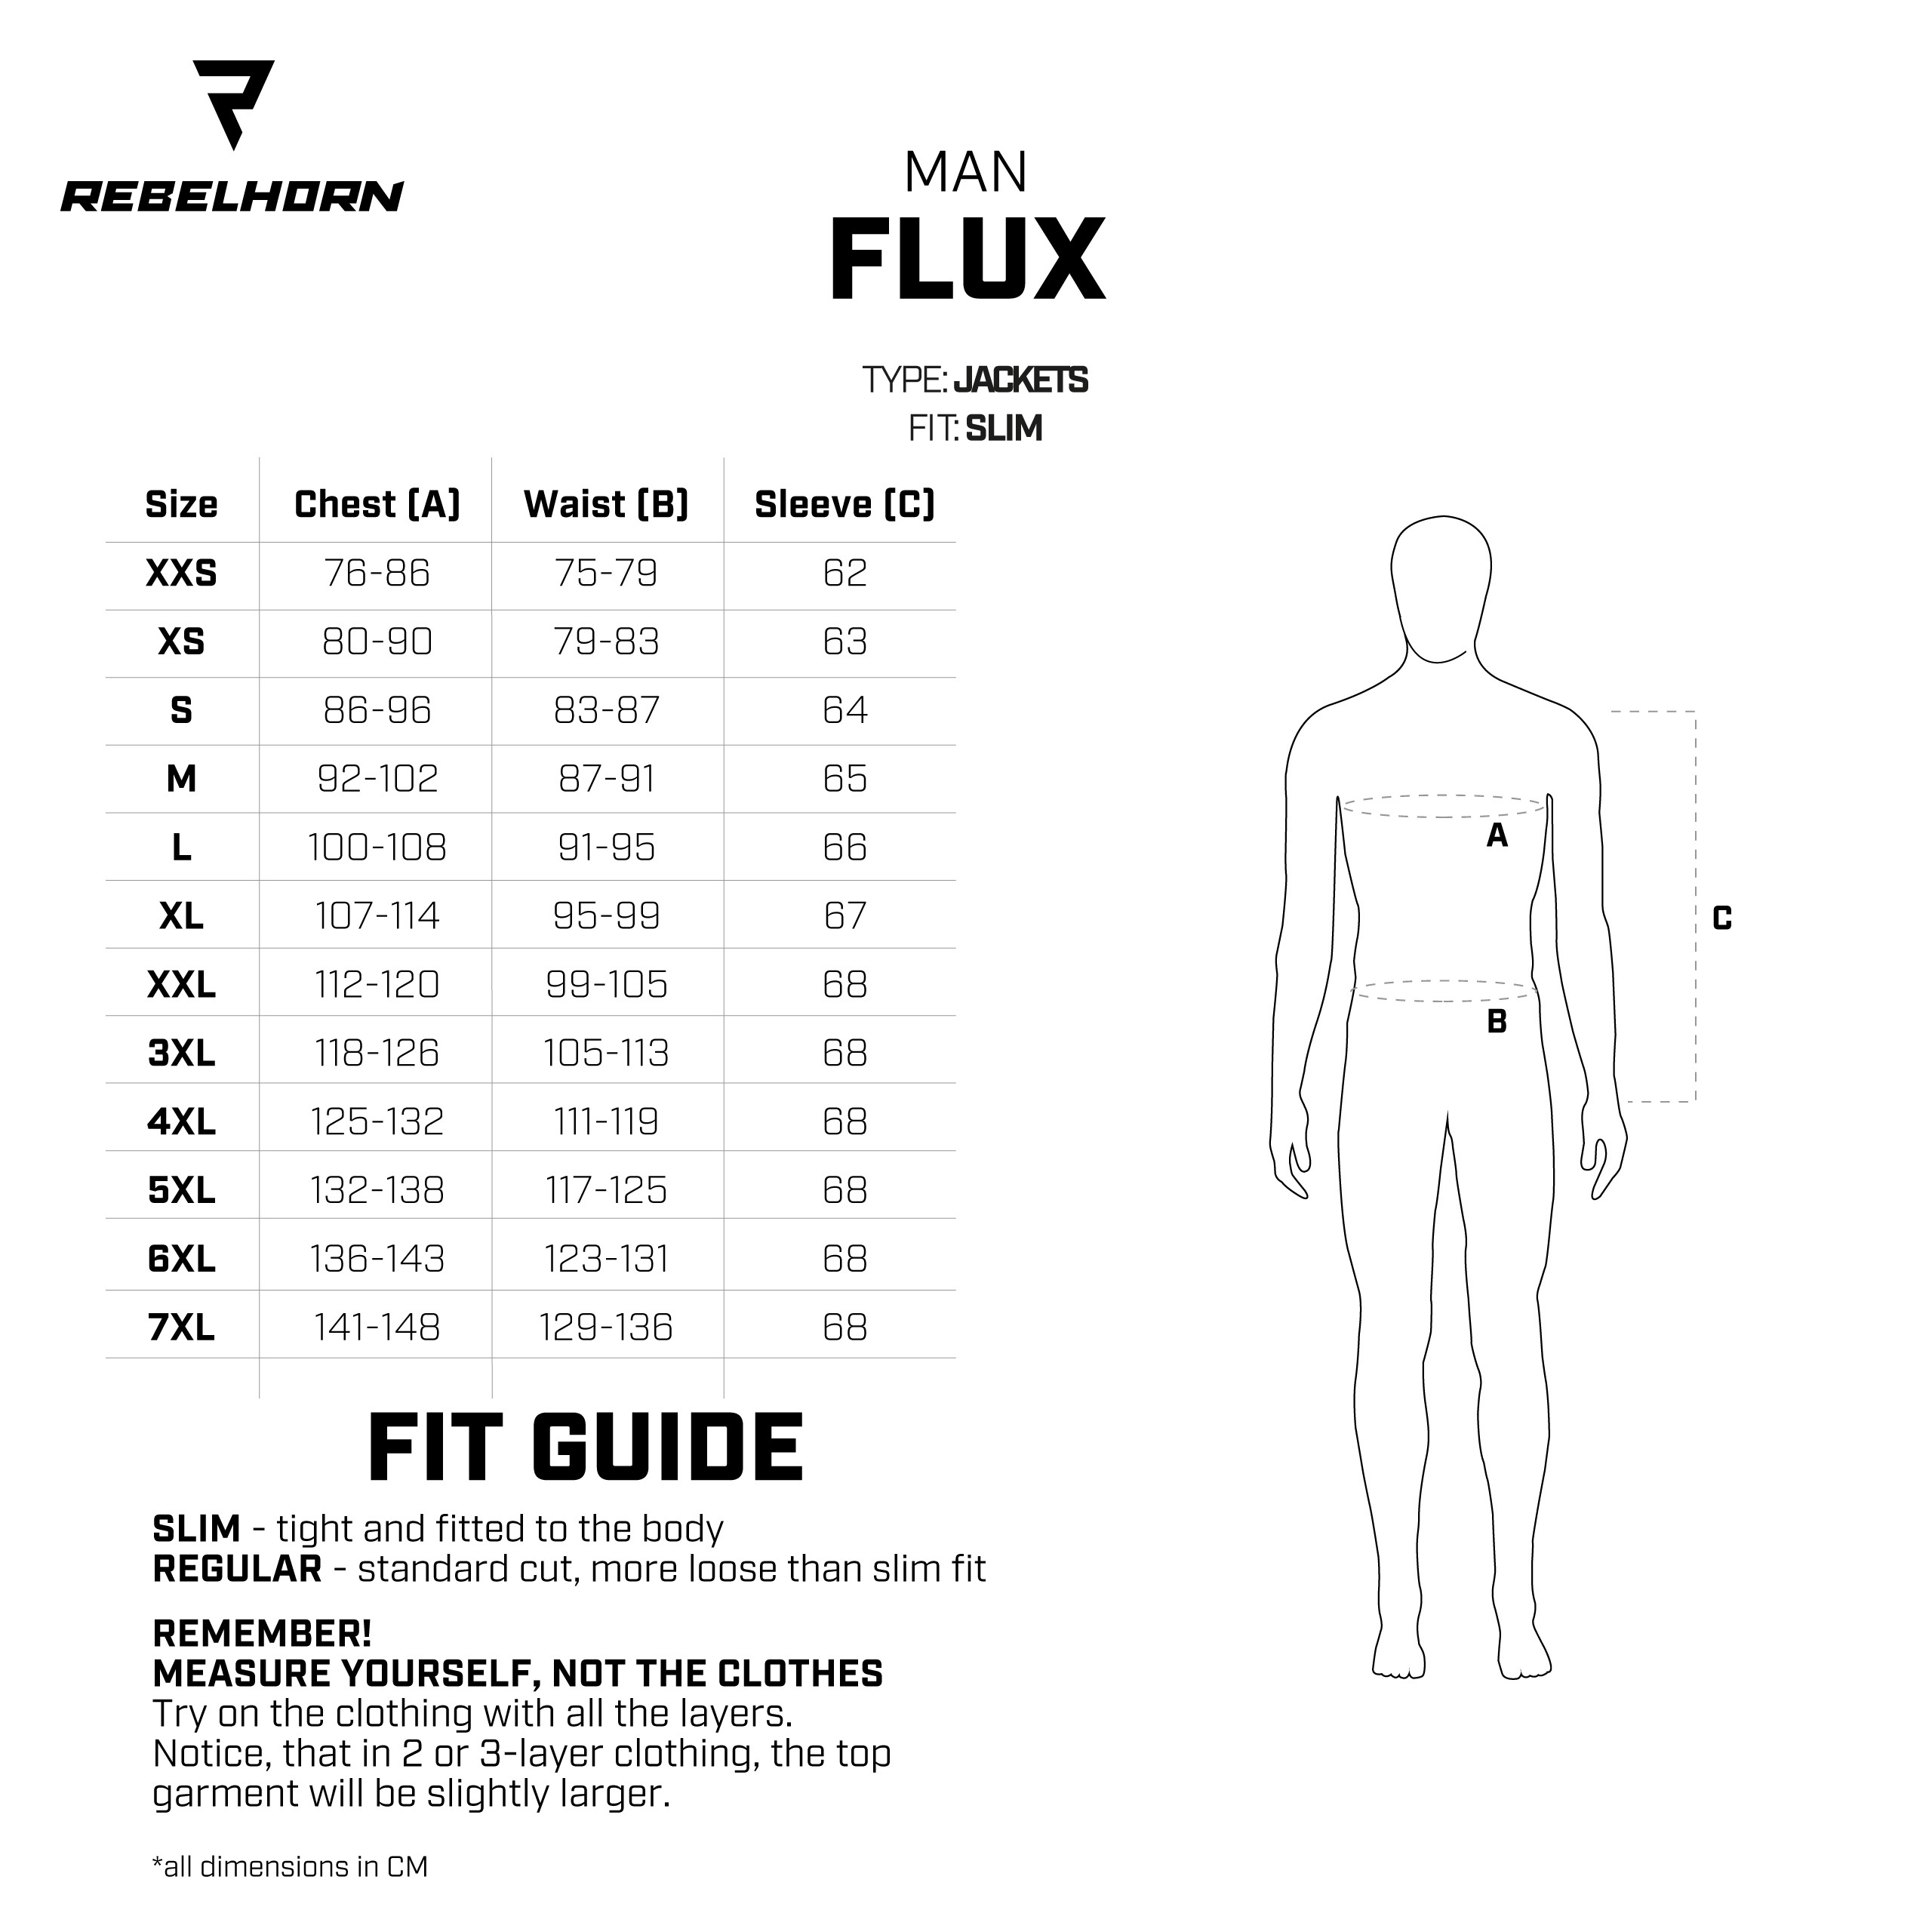 REBELHORN
MAN
FLUX
TYPE: JACKETS
FIT: SLIM
Size Chest (A) Waist (B) Sleeve (C)
XXS 76-86 75-79 62
XS 80-90 79-83 63
S 86-96 83-87 64
M 92-102 87-91 65
L 100-108 91-95 66
XL 107-114 95-99 67
XXL 112-120 99-105 68
3XL 118-126 105-113 68
4XL 125-132 111-119 68
5XL 132-138 117-125 68
6XL 136-143 123-131 68
7XL 141-148 129-136 68
A
C
B
FIT GUIDE
SLIM - tight and fitted to the body
REGULAR - standard cut, more loose than slim fit
REMEMBER!
MEASURE YOURSELF, NOT THE CLOTHES
Try on the clothing with all the layers.
Notice, that in 2 or 3-layer clothing, the top
garment will be slightly larger.
*all dimensions in CM